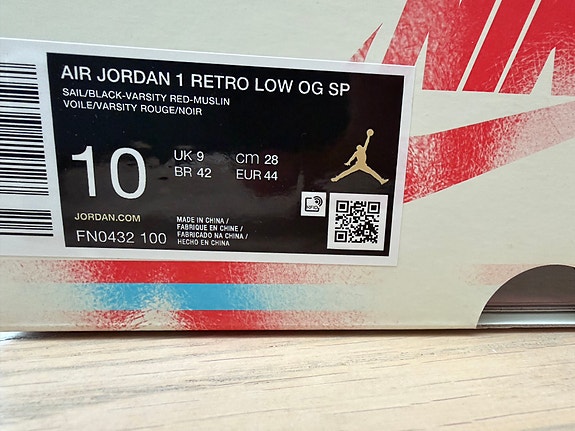 AIR JORDAN 1 RETRO LOW OG SP
SAIL/BLACK-VARSITY RED-MUSLIN
VOILE/VARSITY ROUGE/NOIR
10
UK 9 cm 28
BR 42 EUR 44
JORDAN.COM
FN0432 100
MADE IN CHINA /
FABRIQUE EN CHINE /
FABRICADO NA CHINA /
HECHO EN CHINA